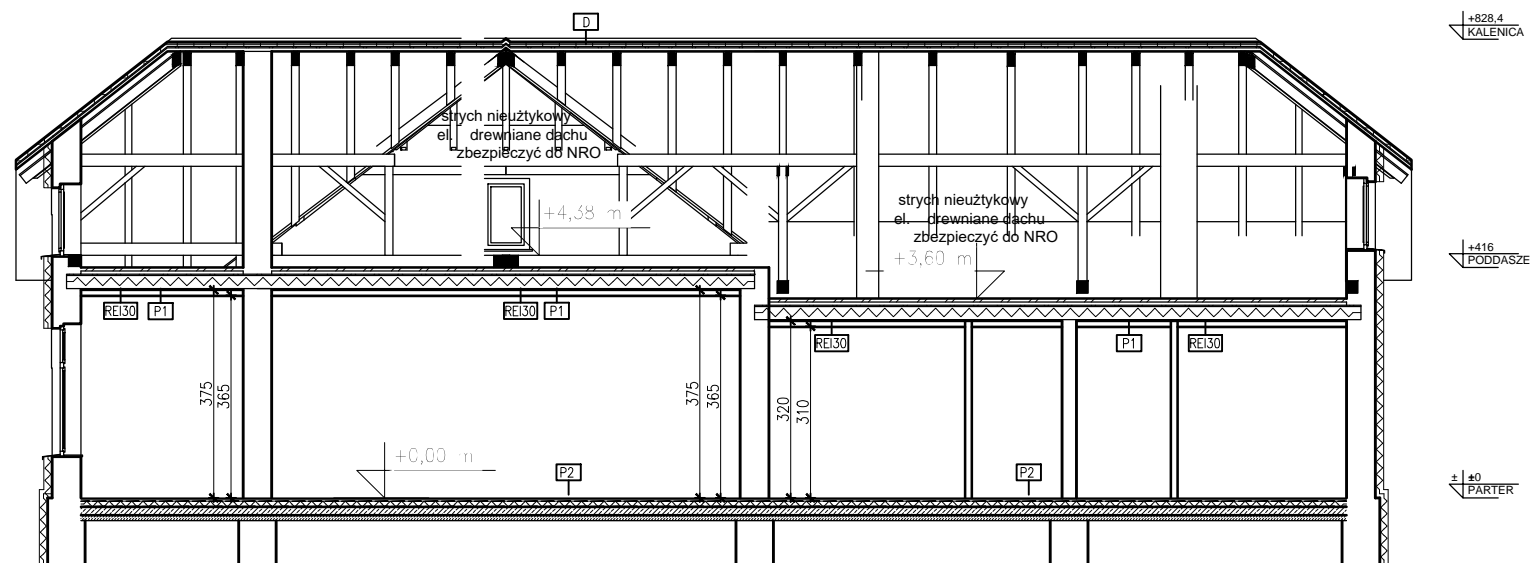 D
+828,4
KALENICA
strych nieużtykowy
el. drewniane dachu
zbezpieczyć do NRO
strych nieużtykowy
el. drewniane dachu
zbezpieczyć do NRO
+4,38 m
+3,60 m
+416
PODDASZE
REI30
P1
REI30
P1
REI30
P1
REI30
375
365
375
365
320
310
+0,00 m
P2
P2
± ±0
PARTER